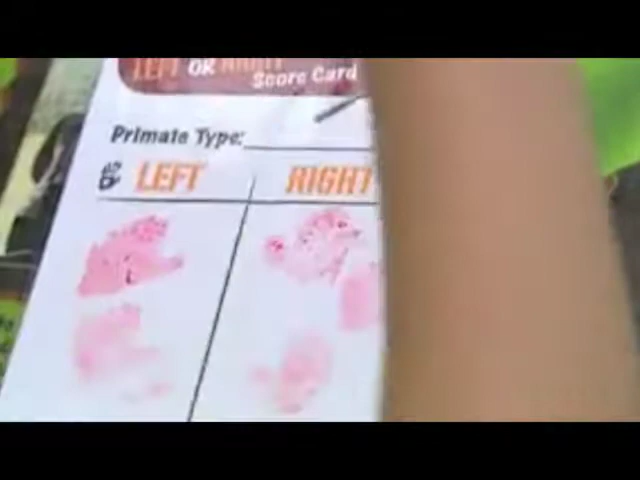 LEFT OR RIGHT
Score Card
Primate Type:
LEFT RIGHT